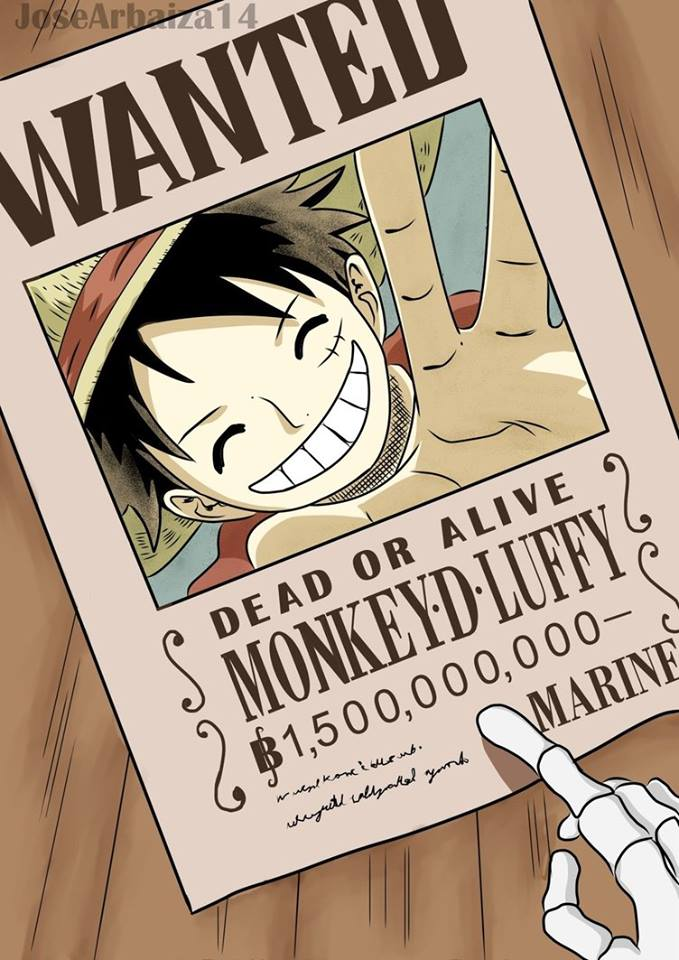 JoseArbaiza14
WANTED
DEAD OR ALIVE
MONKEY·D·LUFFY
฿1,500,000,000–
MARINE